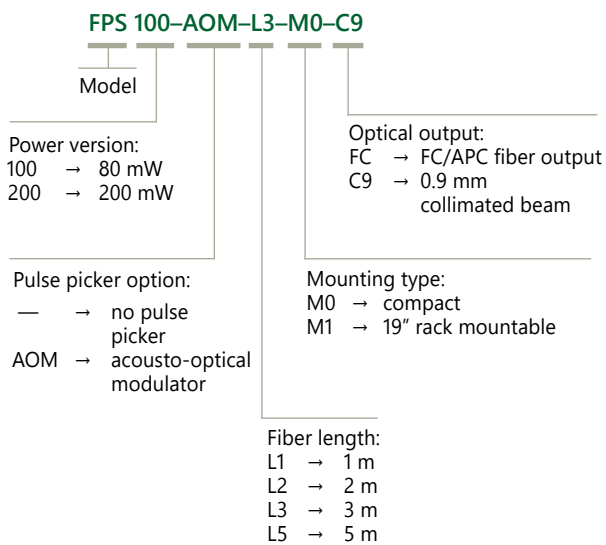 FPS 100–AOM–L3–M0–C9
Model
Power version:
100 → 80 mW
200 → 200 mW
Optical output:
FC → FC/APC fiber output
C9 → 0.9 mm
collimated beam
Pulse picker option:
— → no pulse
picker
AOM → acousto-optical
modulator
Mounting type:
M0 → compact
M1 → 19″ rack mountable
Fiber length:
L1 → 1 m
L2 → 2 m
L3 → 3 m
L5 → 5 m